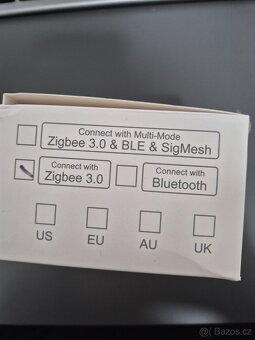 Connect with Multi-Mode
Zigbee 3.0 & BLE & SigMesh
Connect with
Zigbee 3.0
Connect with
Bluetooth
US EU AU UK
Bazos.cz